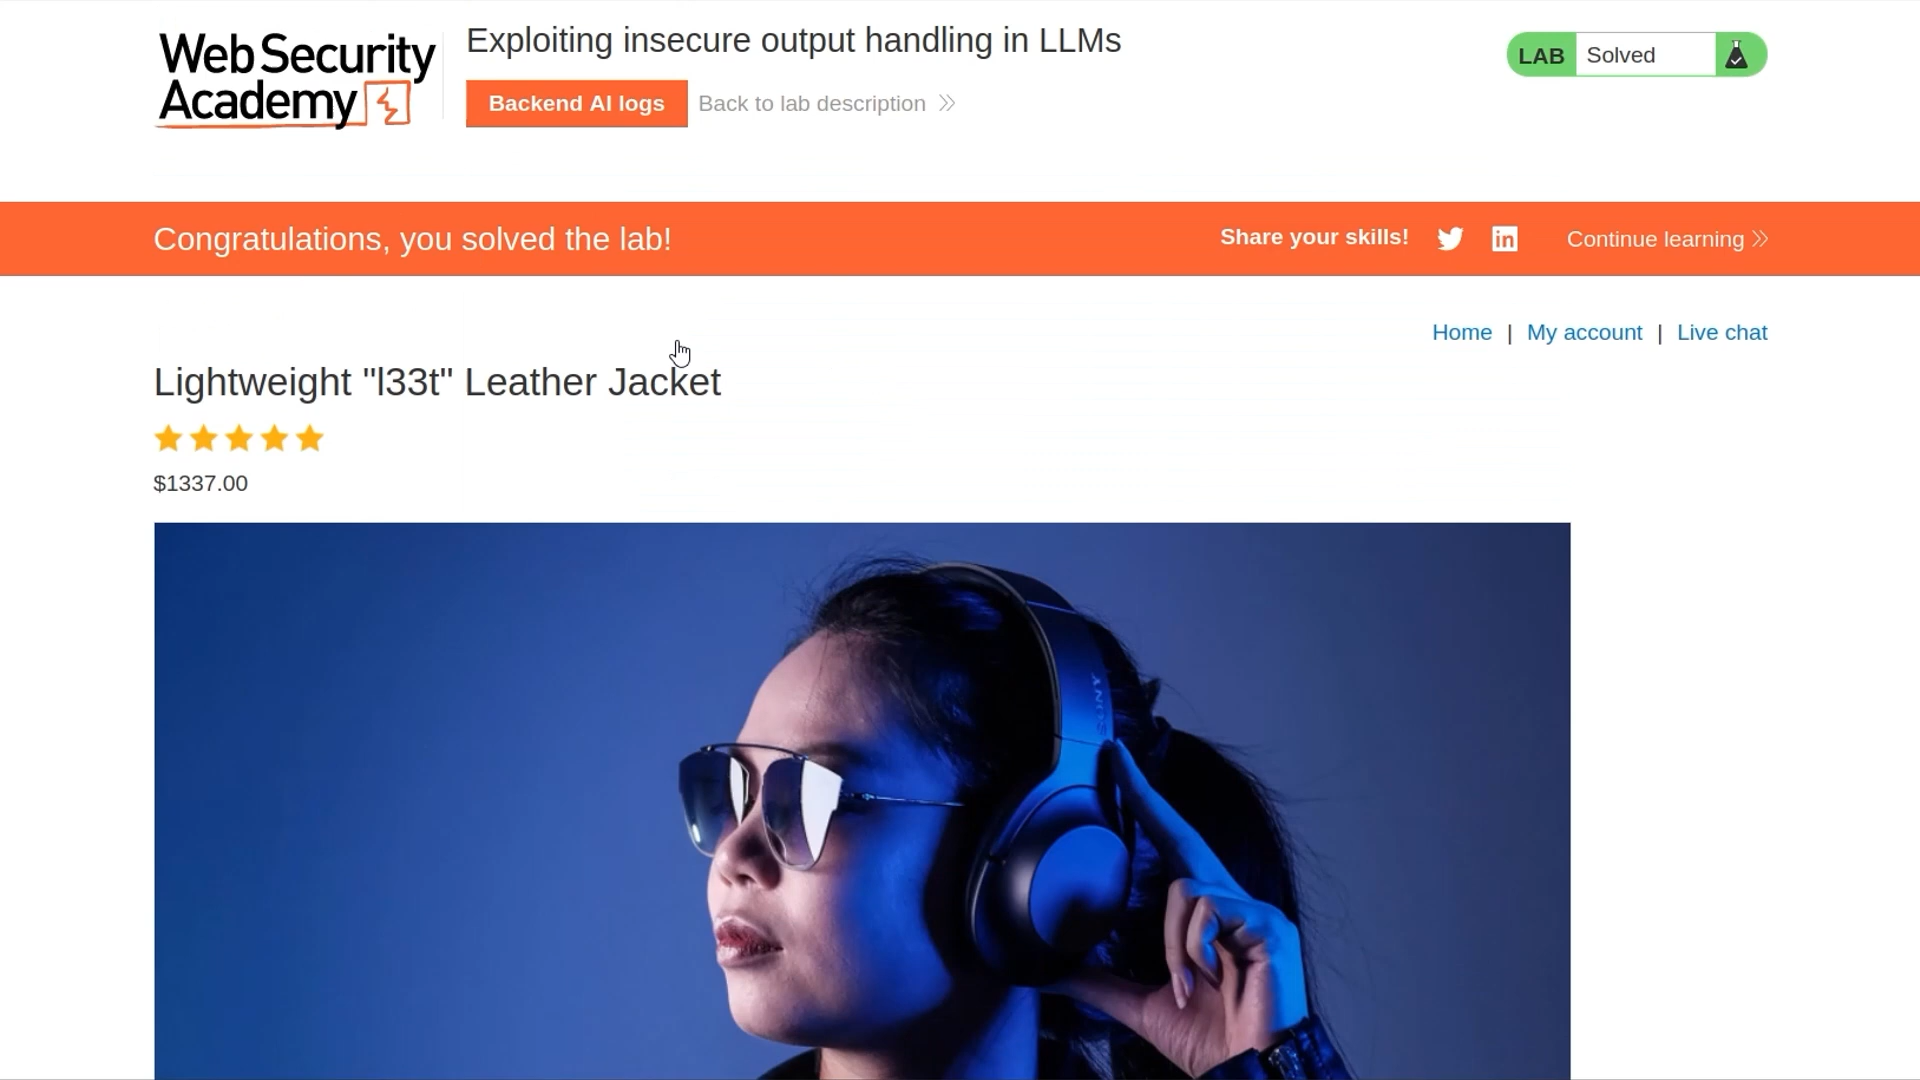 Web Security
Academy
Exploiting insecure output handling in LLMs
Backend AI logs
Back to lab description
LAB
Solved
Congratulations, you solved the lab!
Share your skills!
Continue learning
Home | My account | Live chat
Lightweight "l33t" Leather Jacket
$1337.00
SONY